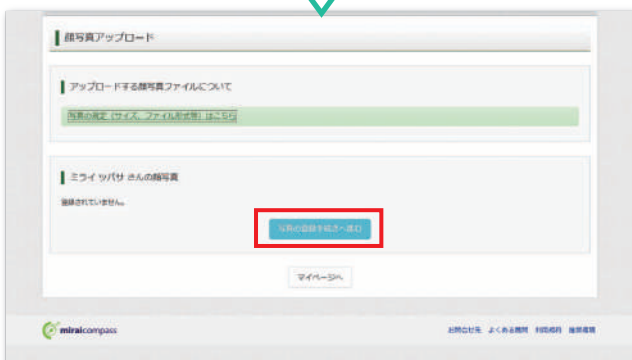 顔写真アップロード
アップロードする顔写真ファイルについて
写真の規定（サイズ、ファイル形式等）はこちら
ミライ ツバサ さんの顔写真
登録されていません。
写真の登録手続きへ進む
マイページへ
miraicompass
お問合せ先 よくある質問 利用規約 推奨環境